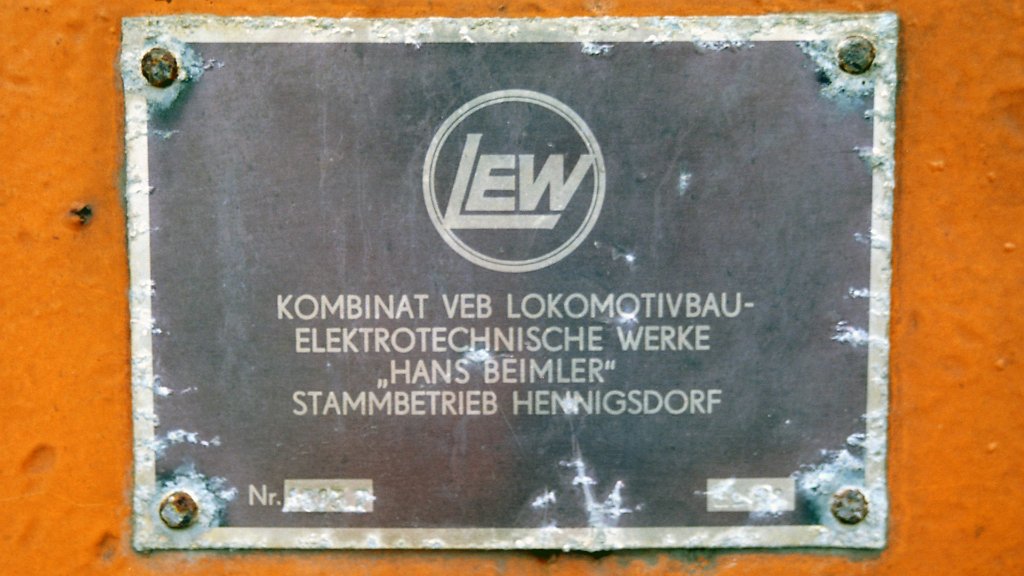 LEW
KOMBINAT VEB LOKOMOTIVBAU-
ELEKTROTECHNISCHE WERKE
„HANS BEIMLER“
STAMMBETRIEB HENNIGSDORF
Nr.